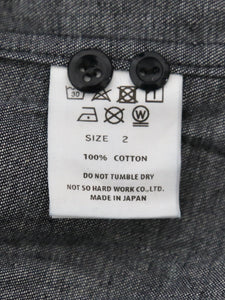 30
SIZE 2
100% COTTON
DO NOT TUMBLE DRY
NOT SO HARD WORK CO.,LTD.
MADE IN JAPAN